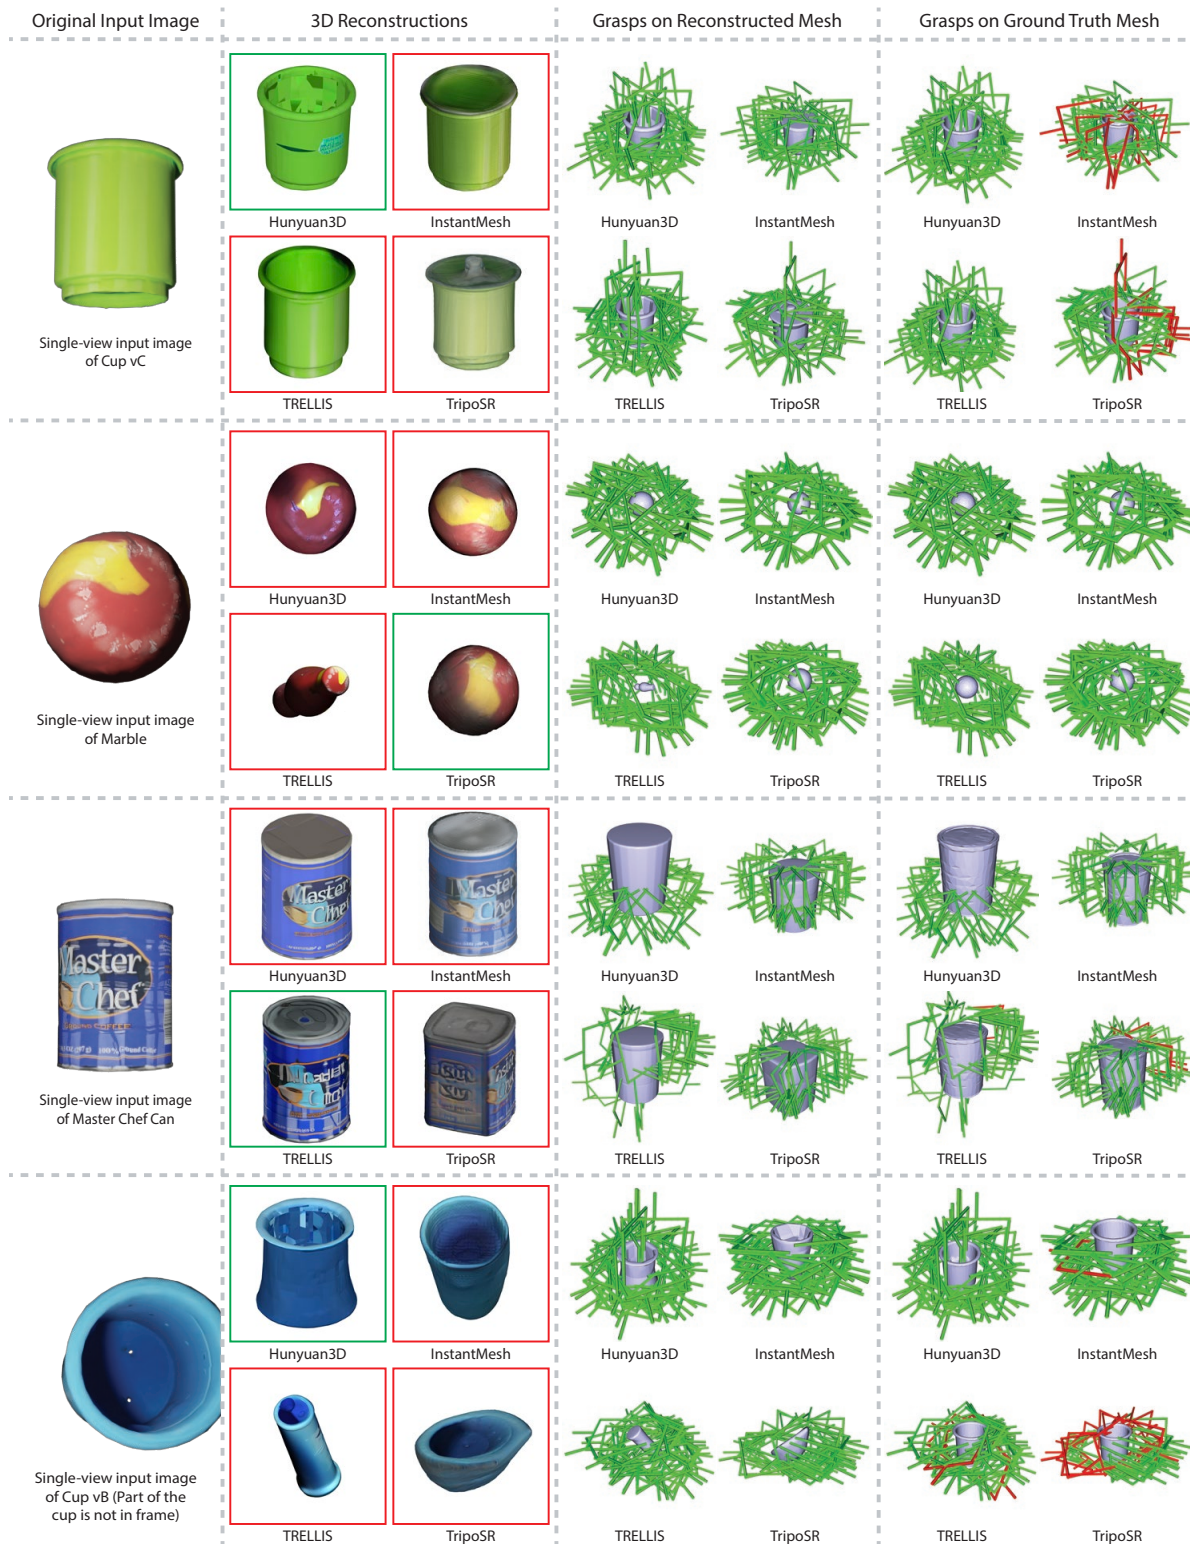 Original Input Image
3D Reconstructions
Grasps on Reconstructed Mesh
Grasps on Ground Truth Mesh
Hunyuan3D
InstantMesh
Hunyuan3D
InstantMesh
Hunyuan3D
InstantMesh
Single-view input image
of Cup vC
TRELLIS
TripoSR
TRELLIS
TripoSR
TRELLIS
TripoSR
Hunyuan3D
InstantMesh
Hunyuan3D
InstantMesh
Hunyuan3D
InstantMesh
Single-view input image
of Marble
TRELLIS
TripoSR
TRELLIS
TripoSR
TRELLIS
TripoSR
Master
Chef
100% Ground
Master
Master
Hunyuan3D
InstantMesh
Hunyuan3D
InstantMesh
Hunyuan3D
InstantMesh
Single-view input image
of Master Chef Can
TRELLIS
TripoSR
TRELLIS
TripoSR
TRELLIS
TripoSR
Hunyuan3D
InstantMesh
Hunyuan3D
InstantMesh
Hunyuan3D
InstantMesh
Single-view input image
of Cup vB (Part of the
cup is not in frame)
TRELLIS
TripoSR
TRELLIS
TripoSR
TRELLIS
TripoSR